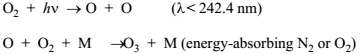 O₂ + hν → O + O (λ< 242.4 nm)
O + O₂ + M →O₃ + M (energy-absorbing N₂ or O₂)